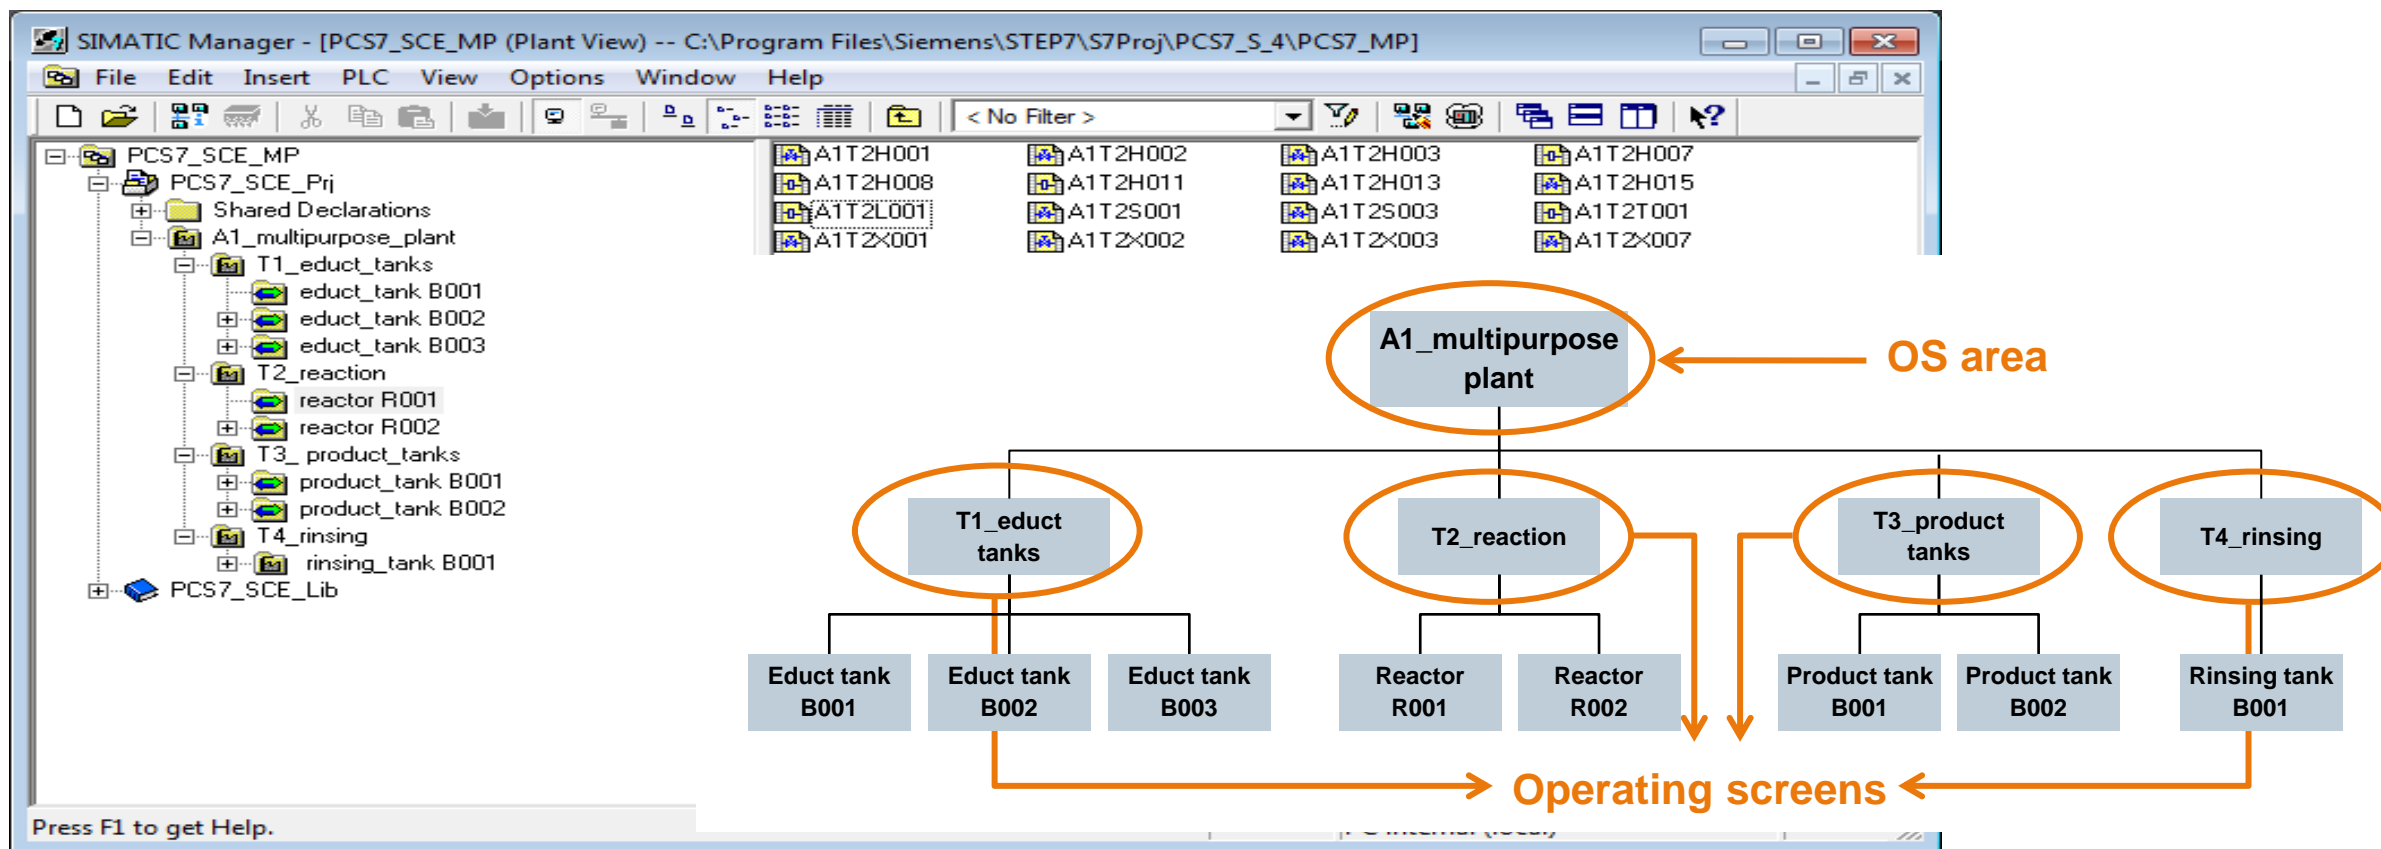 SIMATIC Manager - [PCS7_SCE_MP (Plant View) -- C:\Program Files\Siemens\STEP7\S7Proj\PCS7_S_4\PCS7_MP]
File Edit Insert PLC View Options Window Help
< No Filter >
PCS7_SCE_MP
PCS7_SCE_Prj
Shared Declarations
A1_multipurpose_plant
T1_educt_tanks
educt_tank B001
educt_tank B002
educt_tank B003
T2_reaction
reactor R001
reactor R002
T3_ product_tanks
product_tank B001
product_tank B002
T4_rinsing
rinsing_tank B001
PCS7_SCE_Lib
A1T2H001 A1T2H002 A1T2H003 A1T2H007
A1T2H008 A1T2H011 A1T2H013 A1T2H015
A1T2L001 A1T2S001 A1T2S003 A1T2T001
A1T2X001 A1T2X002 A1T2X003 A1T2X007
A1_multipurpose
plant
OS area
T1_educt
tanks
T2_reaction
T3_product
tanks
T4_rinsing
Educt tank
B001
Educt tank
B002
Educt tank
B003
Reactor
R001
Reactor
R002
Product tank
B001
Product tank
B002
Rinsing tank
B001
Operating screens
Press F1 to get Help.